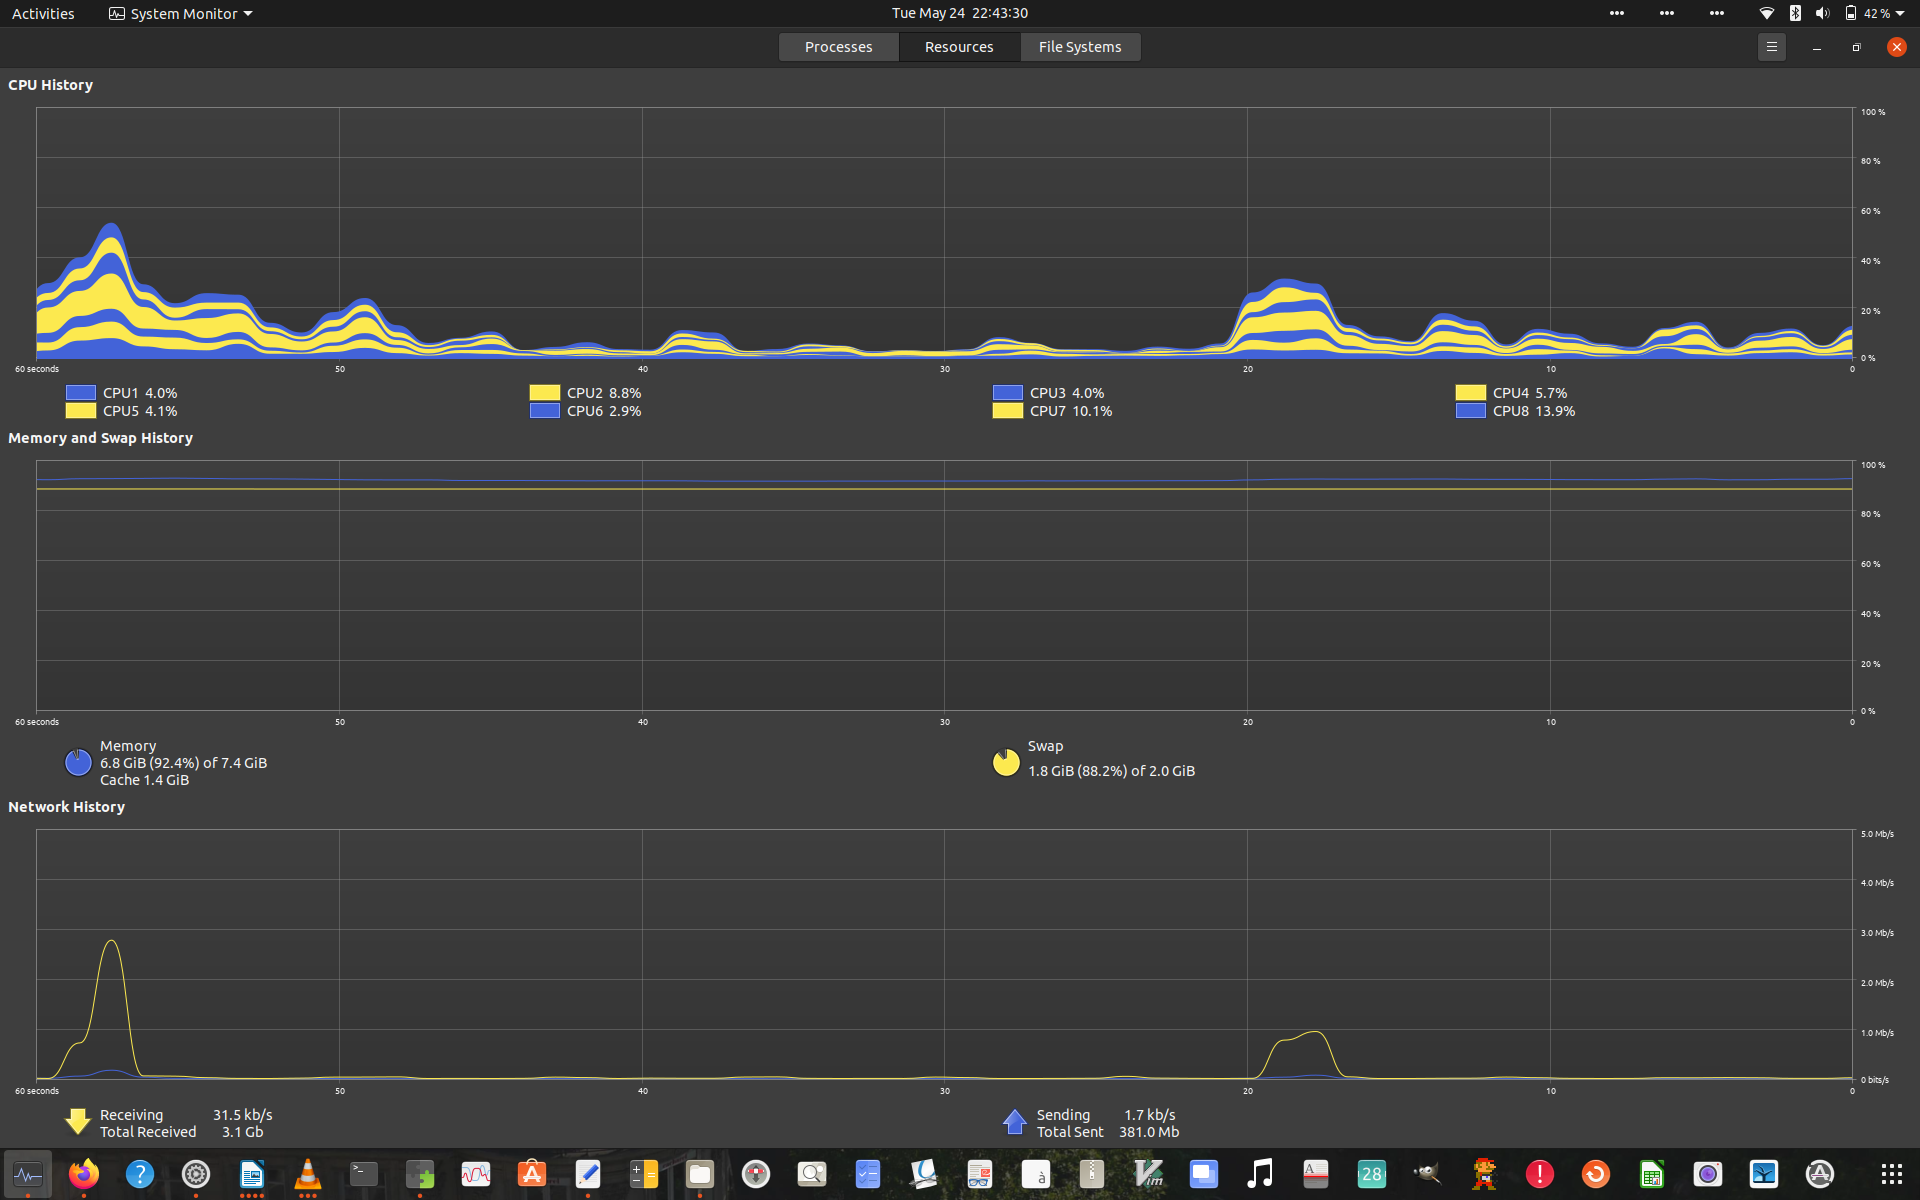 Activities System Monitor Tue May 24 22:43:30 42 %
Processes Resources File Systems
CPU History
100 %
80 %
60 %
40 %
20 %
0 %
60 seconds 50 40 30 20 10 0
CPU1 4.0% CPU2 8.8% CPU3 4.0% CPU4 5.7%
CPU5 4.1% CPU6 2.9% CPU7 10.1% CPU8 13.9%
Memory and Swap History
100 %
80 %
60 %
40 %
20 %
0 %
60 seconds 50 40 30 20 10 0
Memory
6.8 GiB (92.4%) of 7.4 GiB
Cache 1.4 GiB
Swap
1.8 GiB (88.2%) of 2.0 GiB
Network History
5.0 Mb/s
4.0 Mb/s
3.0 Mb/s
2.0 Mb/s
1.0 Mb/s
0 bits/s
60 seconds 50 40 30 20 10 0
Receiving 31.5 kb/s
Total Received 3.1 Gb
Sending 1.7 kb/s
Total Sent 381.0 Mb
? >_ A à Vim A 28 ! A